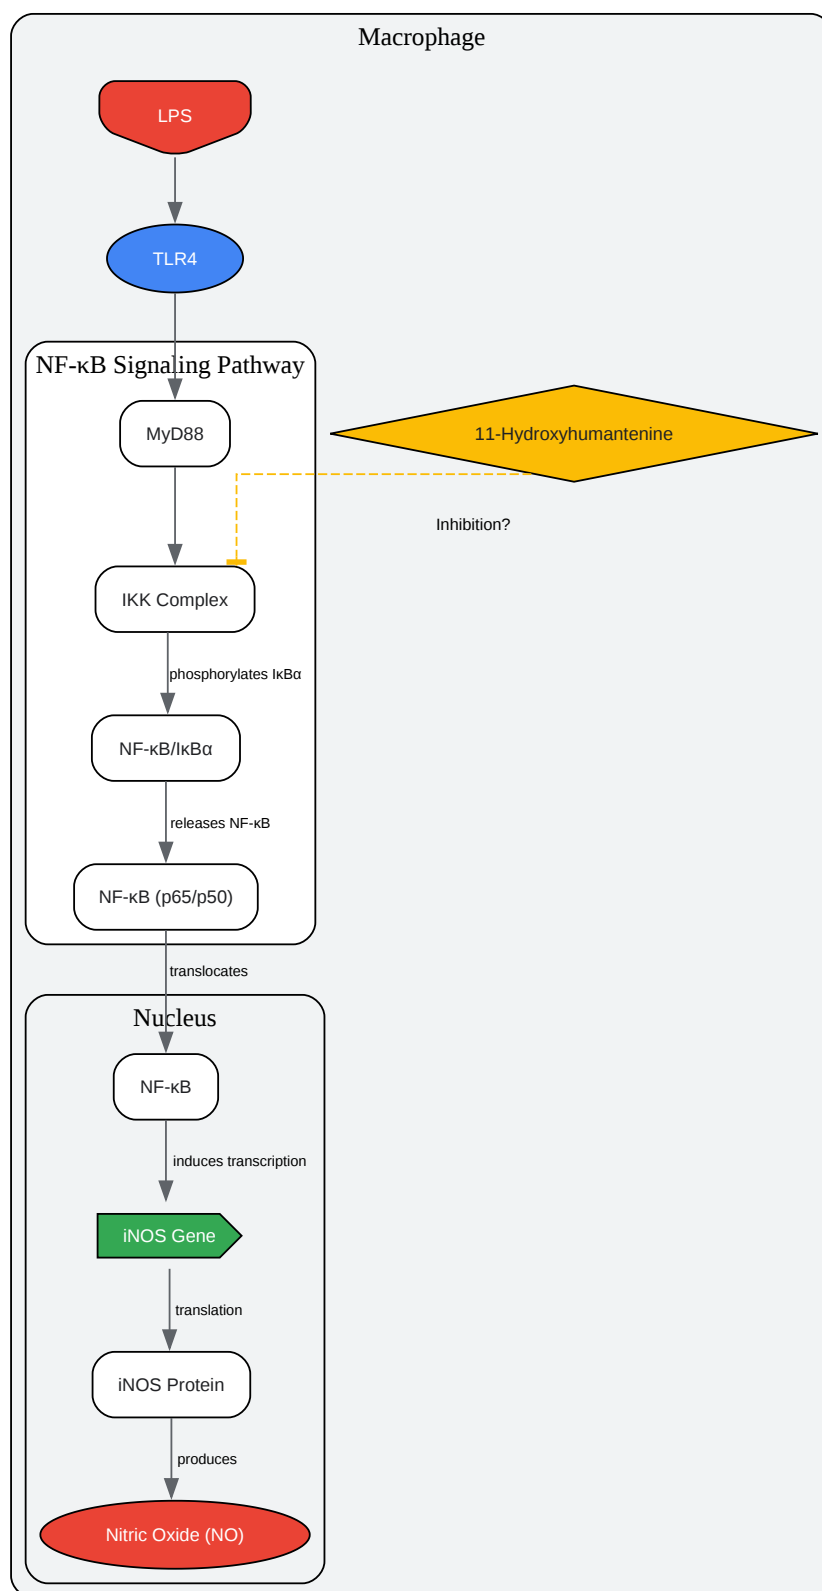 Macrophage
LPS
TLR4
NF-κB Signaling Pathway
MyD88
11-Hydroxyhumantenine
Inhibition?
IKK Complex
phosphorylates IκBα
NF-κB/IκBα
releases NF-κB
NF-κB (p65/p50)
translocates
Nucleus
NF-κB
induces transcription
iNOS Gene
translation
iNOS Protein
produces
Nitric Oxide (NO)